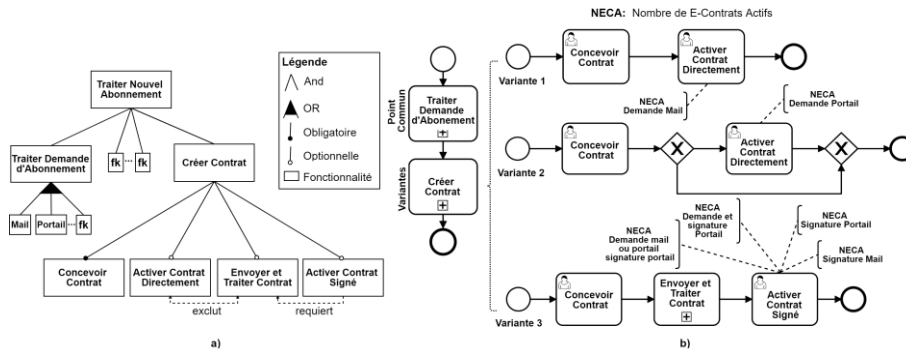 NECA: Nombre de E-Contrats Actifs
Traiter Nouvel
Abonnement
Traiter Demande
d'Abonnement
fk ... fk
Créer Contrat
Mail
Portail
... fk
Concevoir
Contrat
Activer Contrat
Directement
Envoyer et
Traiter Contrat
Activer Contrat
Signé
exclut
requiert
a)
Légende
And
OR
Obligatoire
Optionnelle
Fonctionnalité
Point
Commun
Traiter
Demande
d'Abonement
Variantes
Créer
Contrat
Variante 1
Concevoir
Contrat
Activer
Contrat
Directement
NECA
Demande Mail
NECA
Demande Portail
Variante 2
Concevoir
Contrat
X
Activer
Contrat
Directement
X
NECA
Demande mail
ou portail
signature portail
NECA
Demande et
signature
Portail
NECA
Signature Portail
NECA
Signature Mail
Variante 3
Concevoir
Contrat
Envoyer et
Traiter
Contrat
Activer
Contrat
Signé
b)